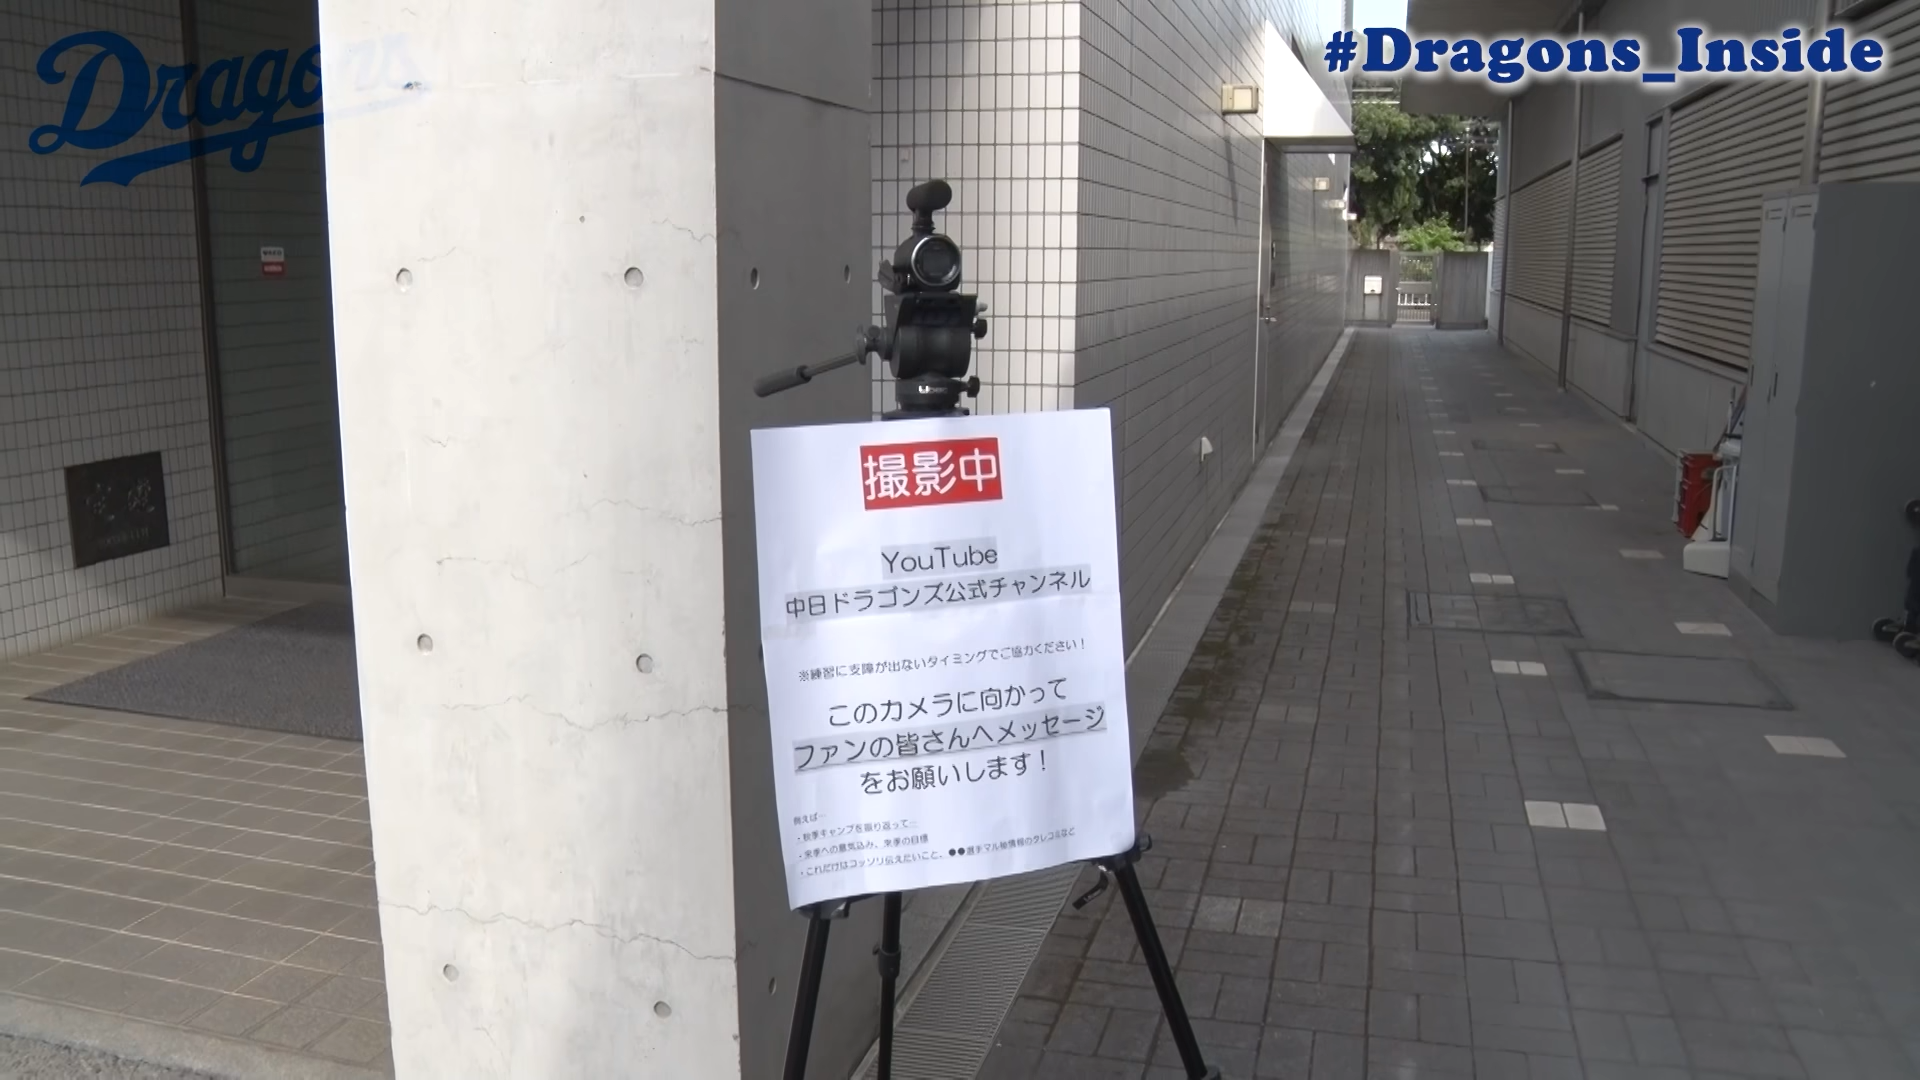 Dragons
#Dragons_Inside
撮影中
YouTube
中日ドラゴンズ公式チャンネル
※練習に支障が出ないタイミングでご協力ください！
このカメラに向かって
ファンの皆さんへメッセージ
をお願いします！
例えば…
・秋季キャンプを振り返って…
・来季への意気込み、来季の目標
・これだけはコッソリ伝えたいこと、●●選手マル秘情報のタレコミなど
Libec